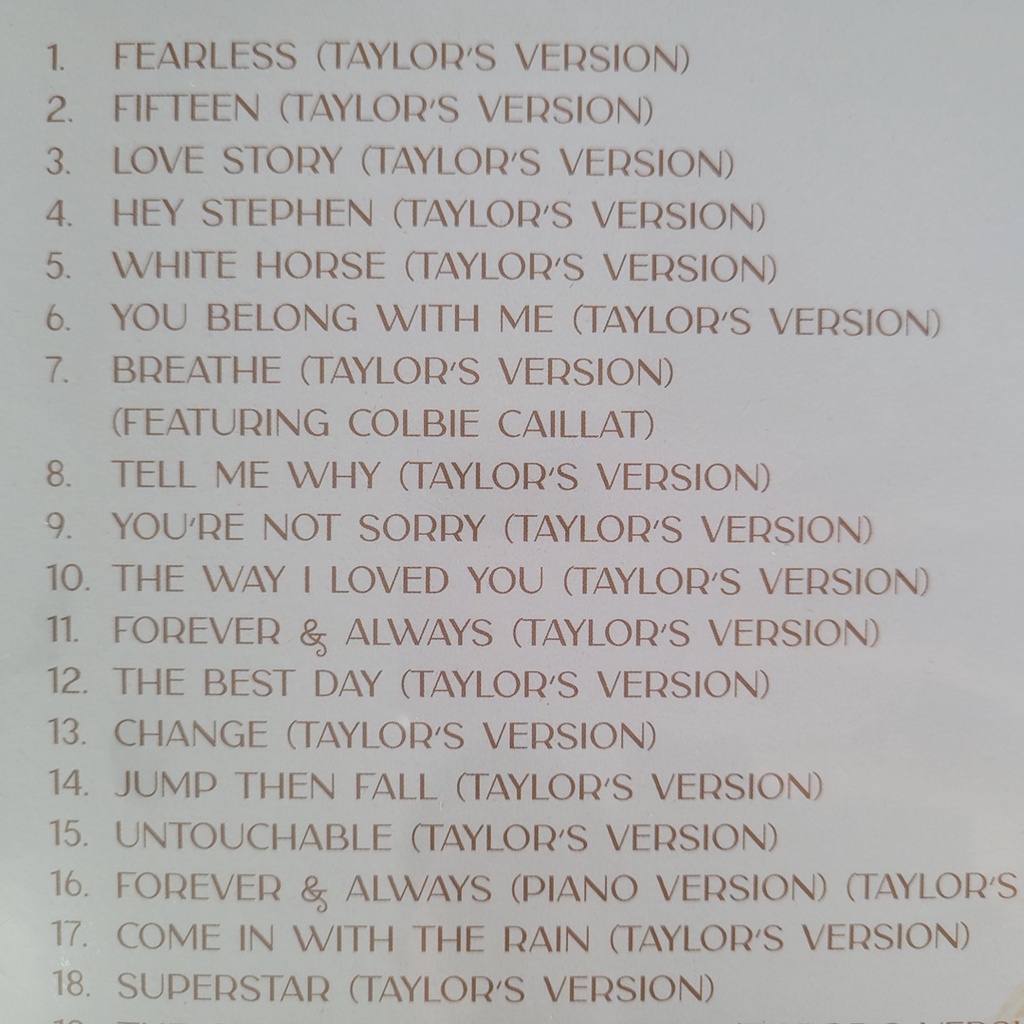 1. FEARLESS (TAYLOR'S VERSION)
2. FIFTEEN (TAYLOR'S VERSION)
3. LOVE STORY (TAYLOR'S VERSION)
4. HEY STEPHEN (TAYLOR'S VERSION)
5. WHITE HORSE (TAYLOR'S VERSION)
6. YOU BELONG WITH ME (TAYLOR'S VERSION)
7. BREATHE (TAYLOR'S VERSION)
(FEATURING COLBIE CAILLAT)
8. TELL ME WHY (TAYLOR'S VERSION)
9. YOU'RE NOT SORRY (TAYLOR'S VERSION)
10. THE WAY I LOVED YOU (TAYLOR'S VERSION)
11. FOREVER & ALWAYS (TAYLOR'S VERSION)
12. THE BEST DAY (TAYLOR'S VERSION)
13. CHANGE (TAYLOR'S VERSION)
14. JUMP THEN FALL (TAYLOR'S VERSION)
15. UNTOUCHABLE (TAYLOR'S VERSION)
16. FOREVER & ALWAYS (PIANO VERSION) (TAYLOR'S
17. COME IN WITH THE RAIN (TAYLOR'S VERSION)
18. SUPERSTAR (TAYLOR'S VERSION)